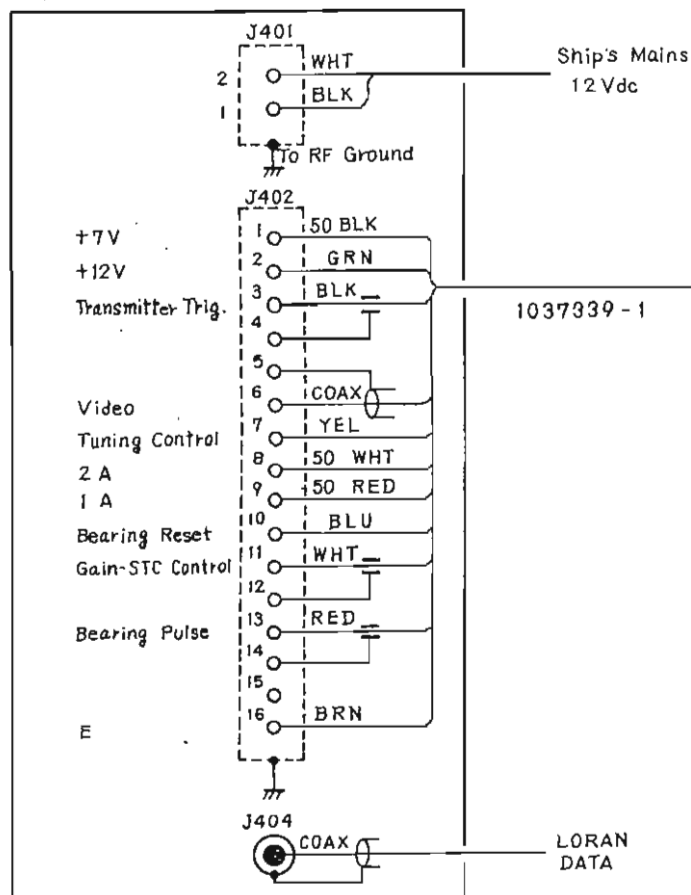 J401
2 WHT Ship's Mains
12 Vdc
1 BLK
To RF Ground
J402
+7V 1 50 BLK
+12V 2 GRN
Transmitter Trig. 3 BLK
4
1037339-1
5
Video 6 COAX
Tuning Control 7 YEL
2 A 8 50 WHT
1 A 9 50 RED
Bearing Reset 10 BLU
Gain-STC Control 11 WHT
12
Bearing Pulse 13 RED
14
15
E 16 BRN
J404
COAX LORAN
DATA